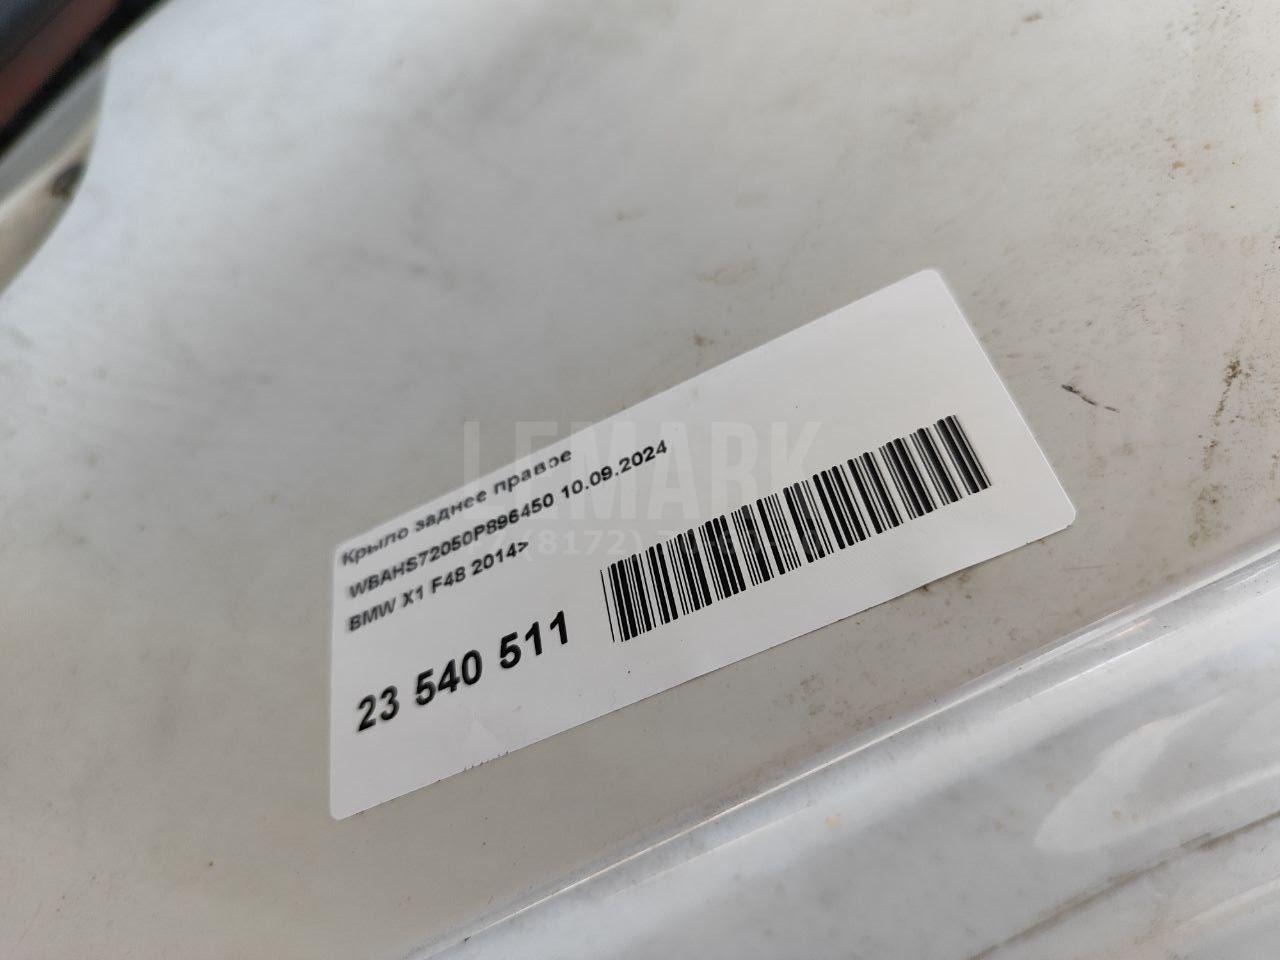 Крыло заднее правое
WBAHS72050P896450 10.09.2024
BMW X1 F48 2014>
23 540 511
LEMARK